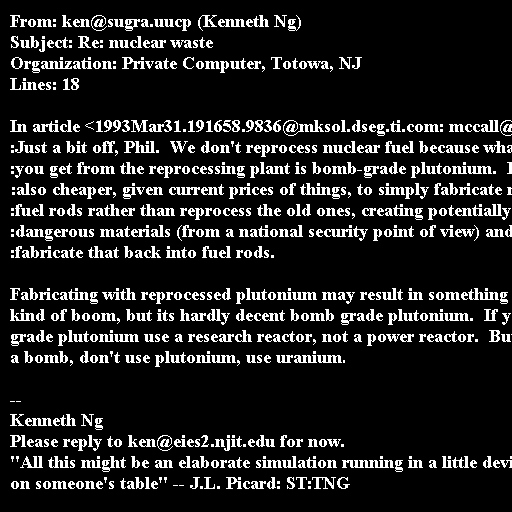 From: ken@sugra.uucp (Kenneth Ng)
Subject: Re: nuclear waste
Organization: Private Computer, Totowa, NJ
Lines: 18

In article <1993Mar31.191658.9836@mksol.dseg.ti.com: mccall@
:Just a bit off, Phil.  We don't reprocess nuclear fuel because wha
:you get from the reprocessing plant is bomb-grade plutonium.  I
:also cheaper, given current prices of things, to simply fabricate
:fuel rods rather than reprocess the old ones, creating potentially
:dangerous materials (from a national security point of view) and
:fabricate that back into fuel rods.

Fabricating with reprocessed plutonium may result in something
kind of boom, but its hardly decent bomb grade plutonium.  If y
grade plutonium use a research reactor, not a power reactor.  Bu
a bomb, don't use plutonium, use uranium.

--
Kenneth Ng
Please reply to ken@eies2.njit.edu for now.
"All this might be an elaborate simulation running in a little devi
on someone's table" -- J.L. Picard: ST:TNG